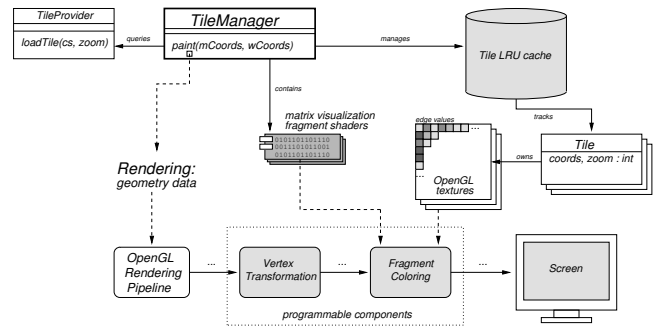 TileProvider
loadTile(cs, zoom)
queries
TileManager
paint(mCoords, wCoords)
manages
Tile LRU cache
contains
matrix visualization
fragment shaders
0101101101110
0011101011001
0101101101110
edge values
...
...
OpenGL
textures
tracks
owns
Tile
coords, zoom : int
Rendering:
geometry data
OpenGL
Rendering
Pipeline
...
Vertex
Transformation
...
Fragment
Coloring
...
Screen
programmable components